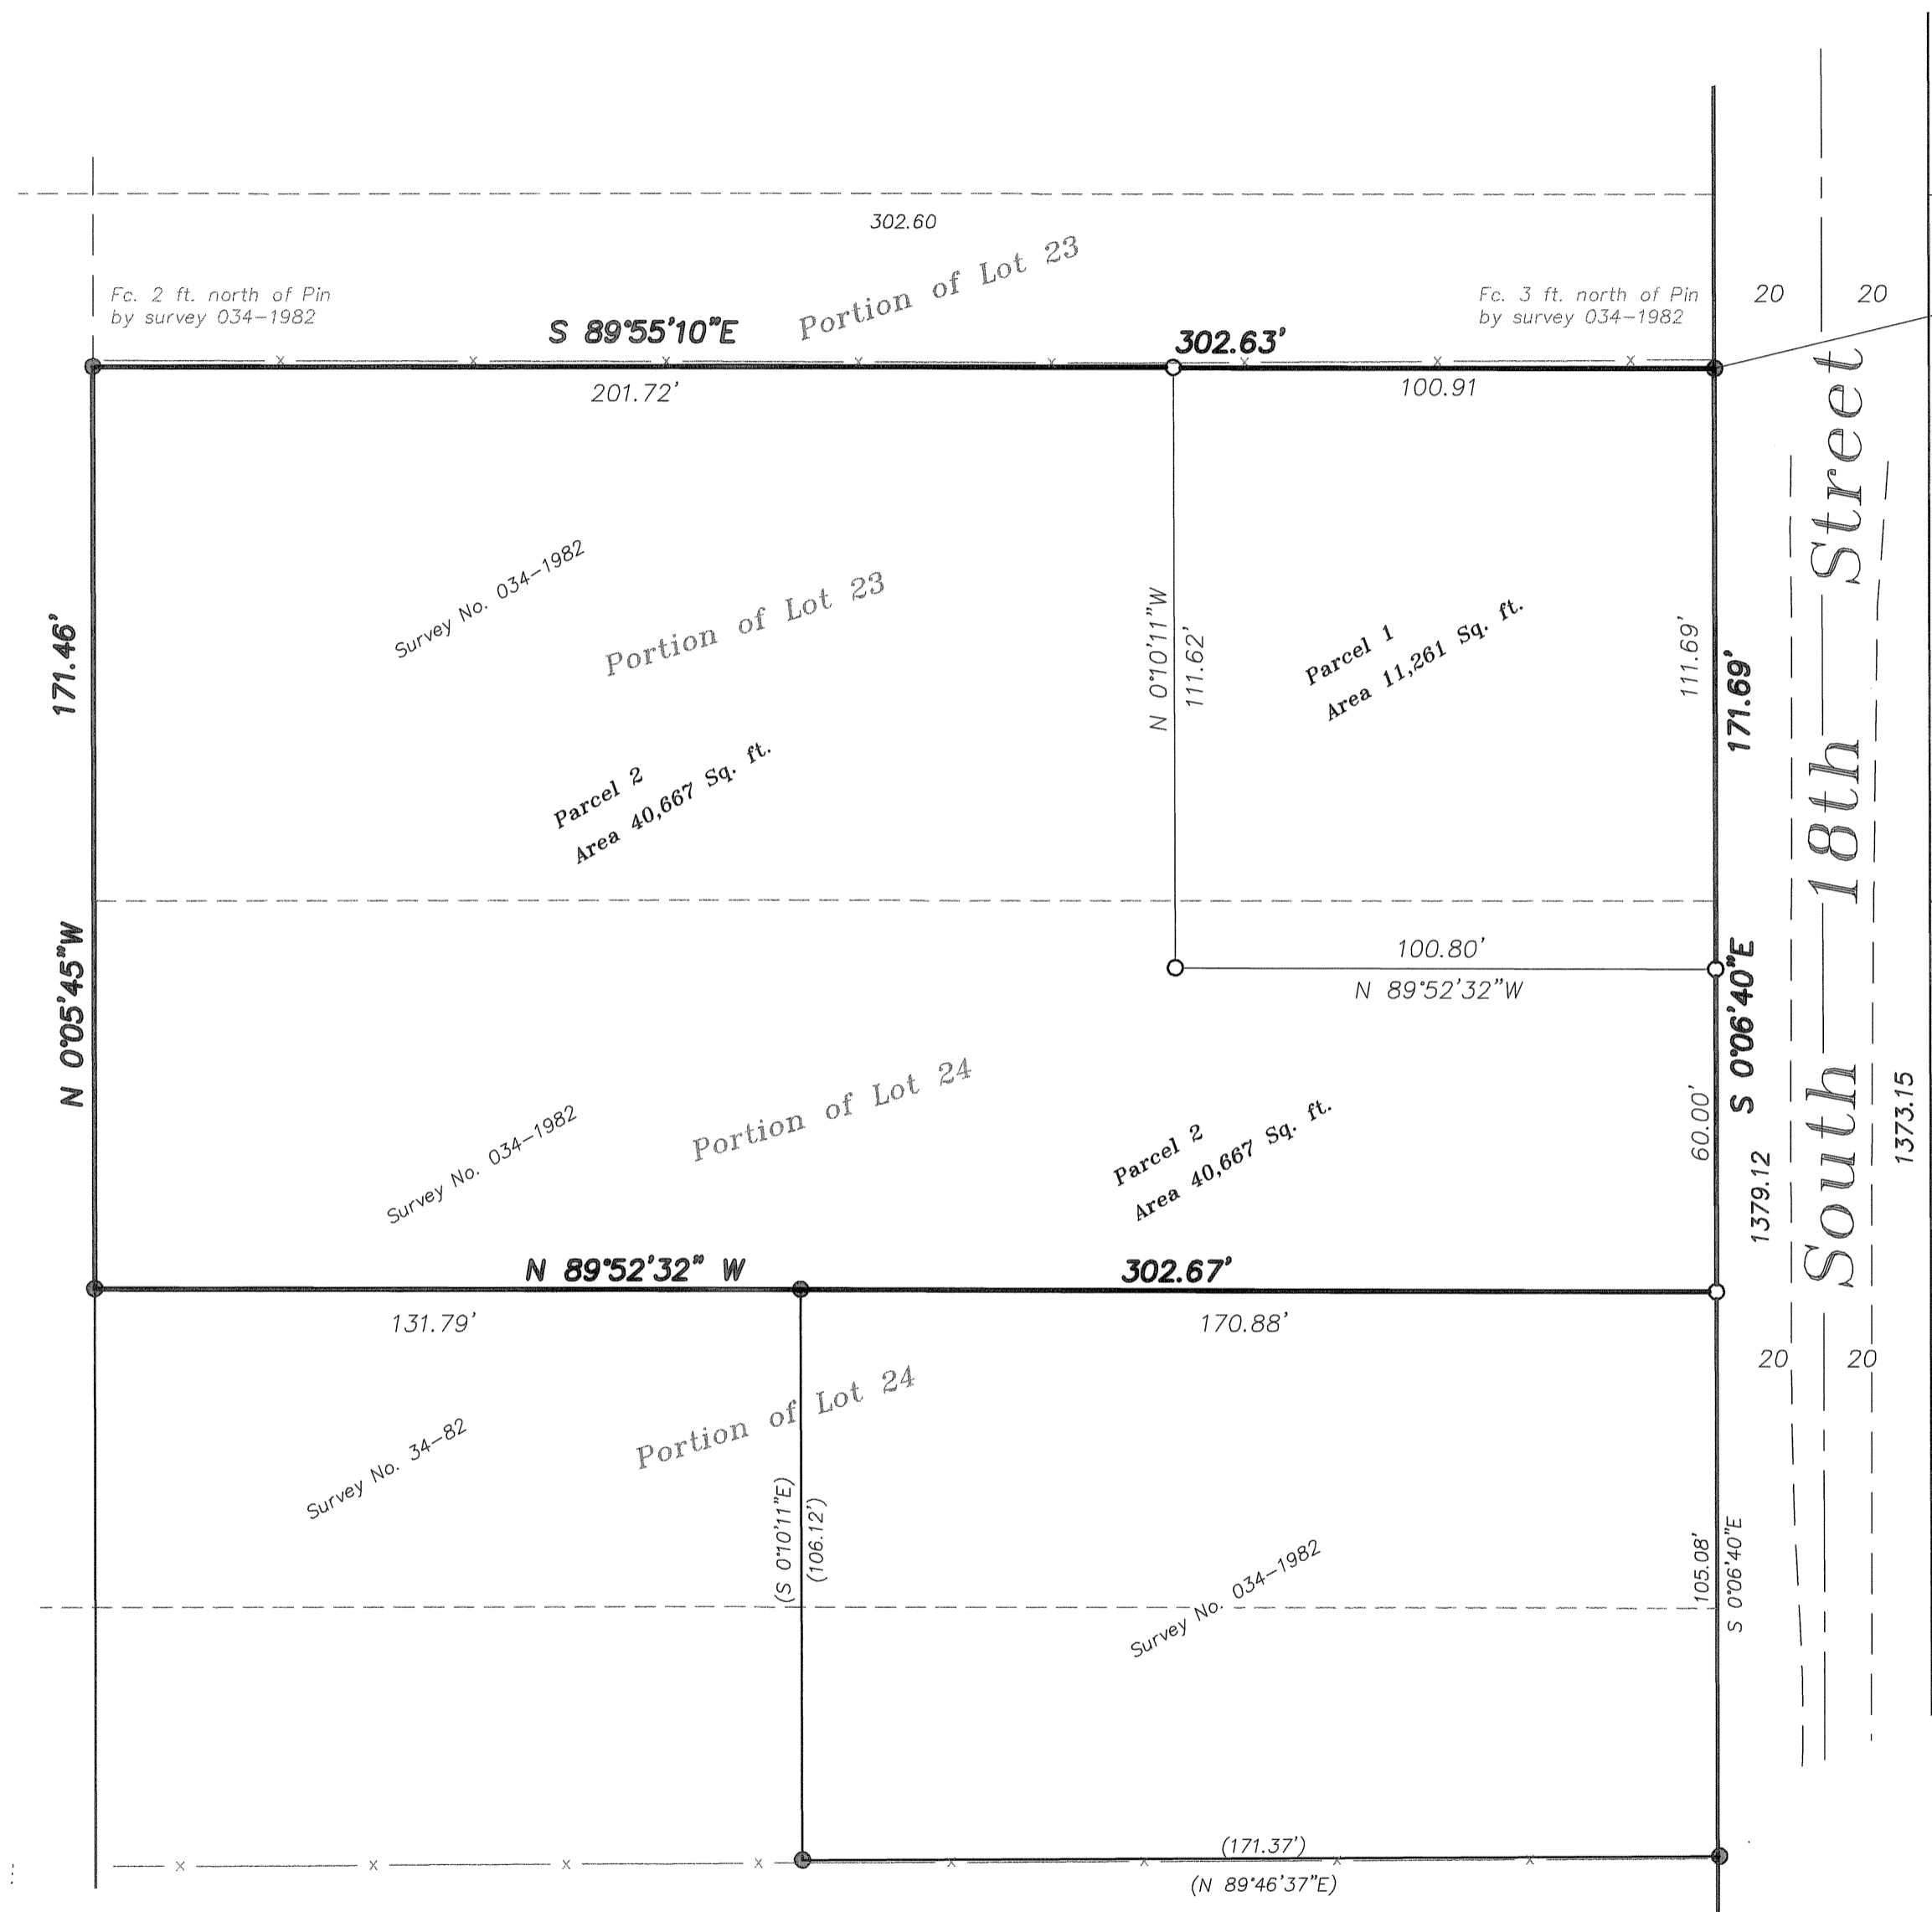 302.60
Portion of Lot 23
Fc. 2 ft. north of Pin
by survey 034-1982
Fc. 3 ft. north of Pin
by survey 034-1982
20
20
S 89°55'10"E
302.63'
201.72'
100.91
Survey No. 034-1982
Portion of Lot 23
171.46'
N 0°10'11"W
111.62'
Parcel 1
Area 11,261 Sq. ft.
111.69'
171.69'
Parcel 2
Area 40,667 Sq. ft.
N 0°05'45"W
100.80'
N 89°52'32"W
S 0°06'40"E
South 18th Street
Portion of Lot 24
Survey No. 034-1982
Parcel 2
Area 40,667 Sq. ft.
60.00'
1379.12
1373.15
N 89°52'32" W
302.67'
131.79'
170.88'
20
20
Portion of Lot 24
Survey No. 34-82
(S 0°10'11"E)
(106.12')
Survey No. 034-1982
105.08'
S 0°06'40"E
(171.37')
(N 89°46'37"E)